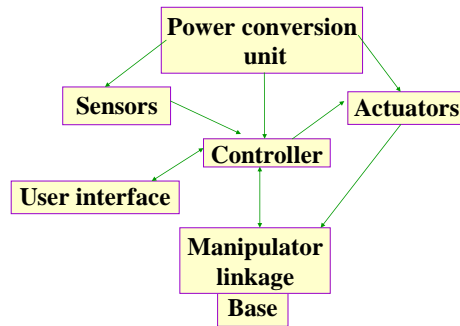 Power conversion
unit
Sensors
Actuators
Controller
User interface
Manipulator
linkage
Base